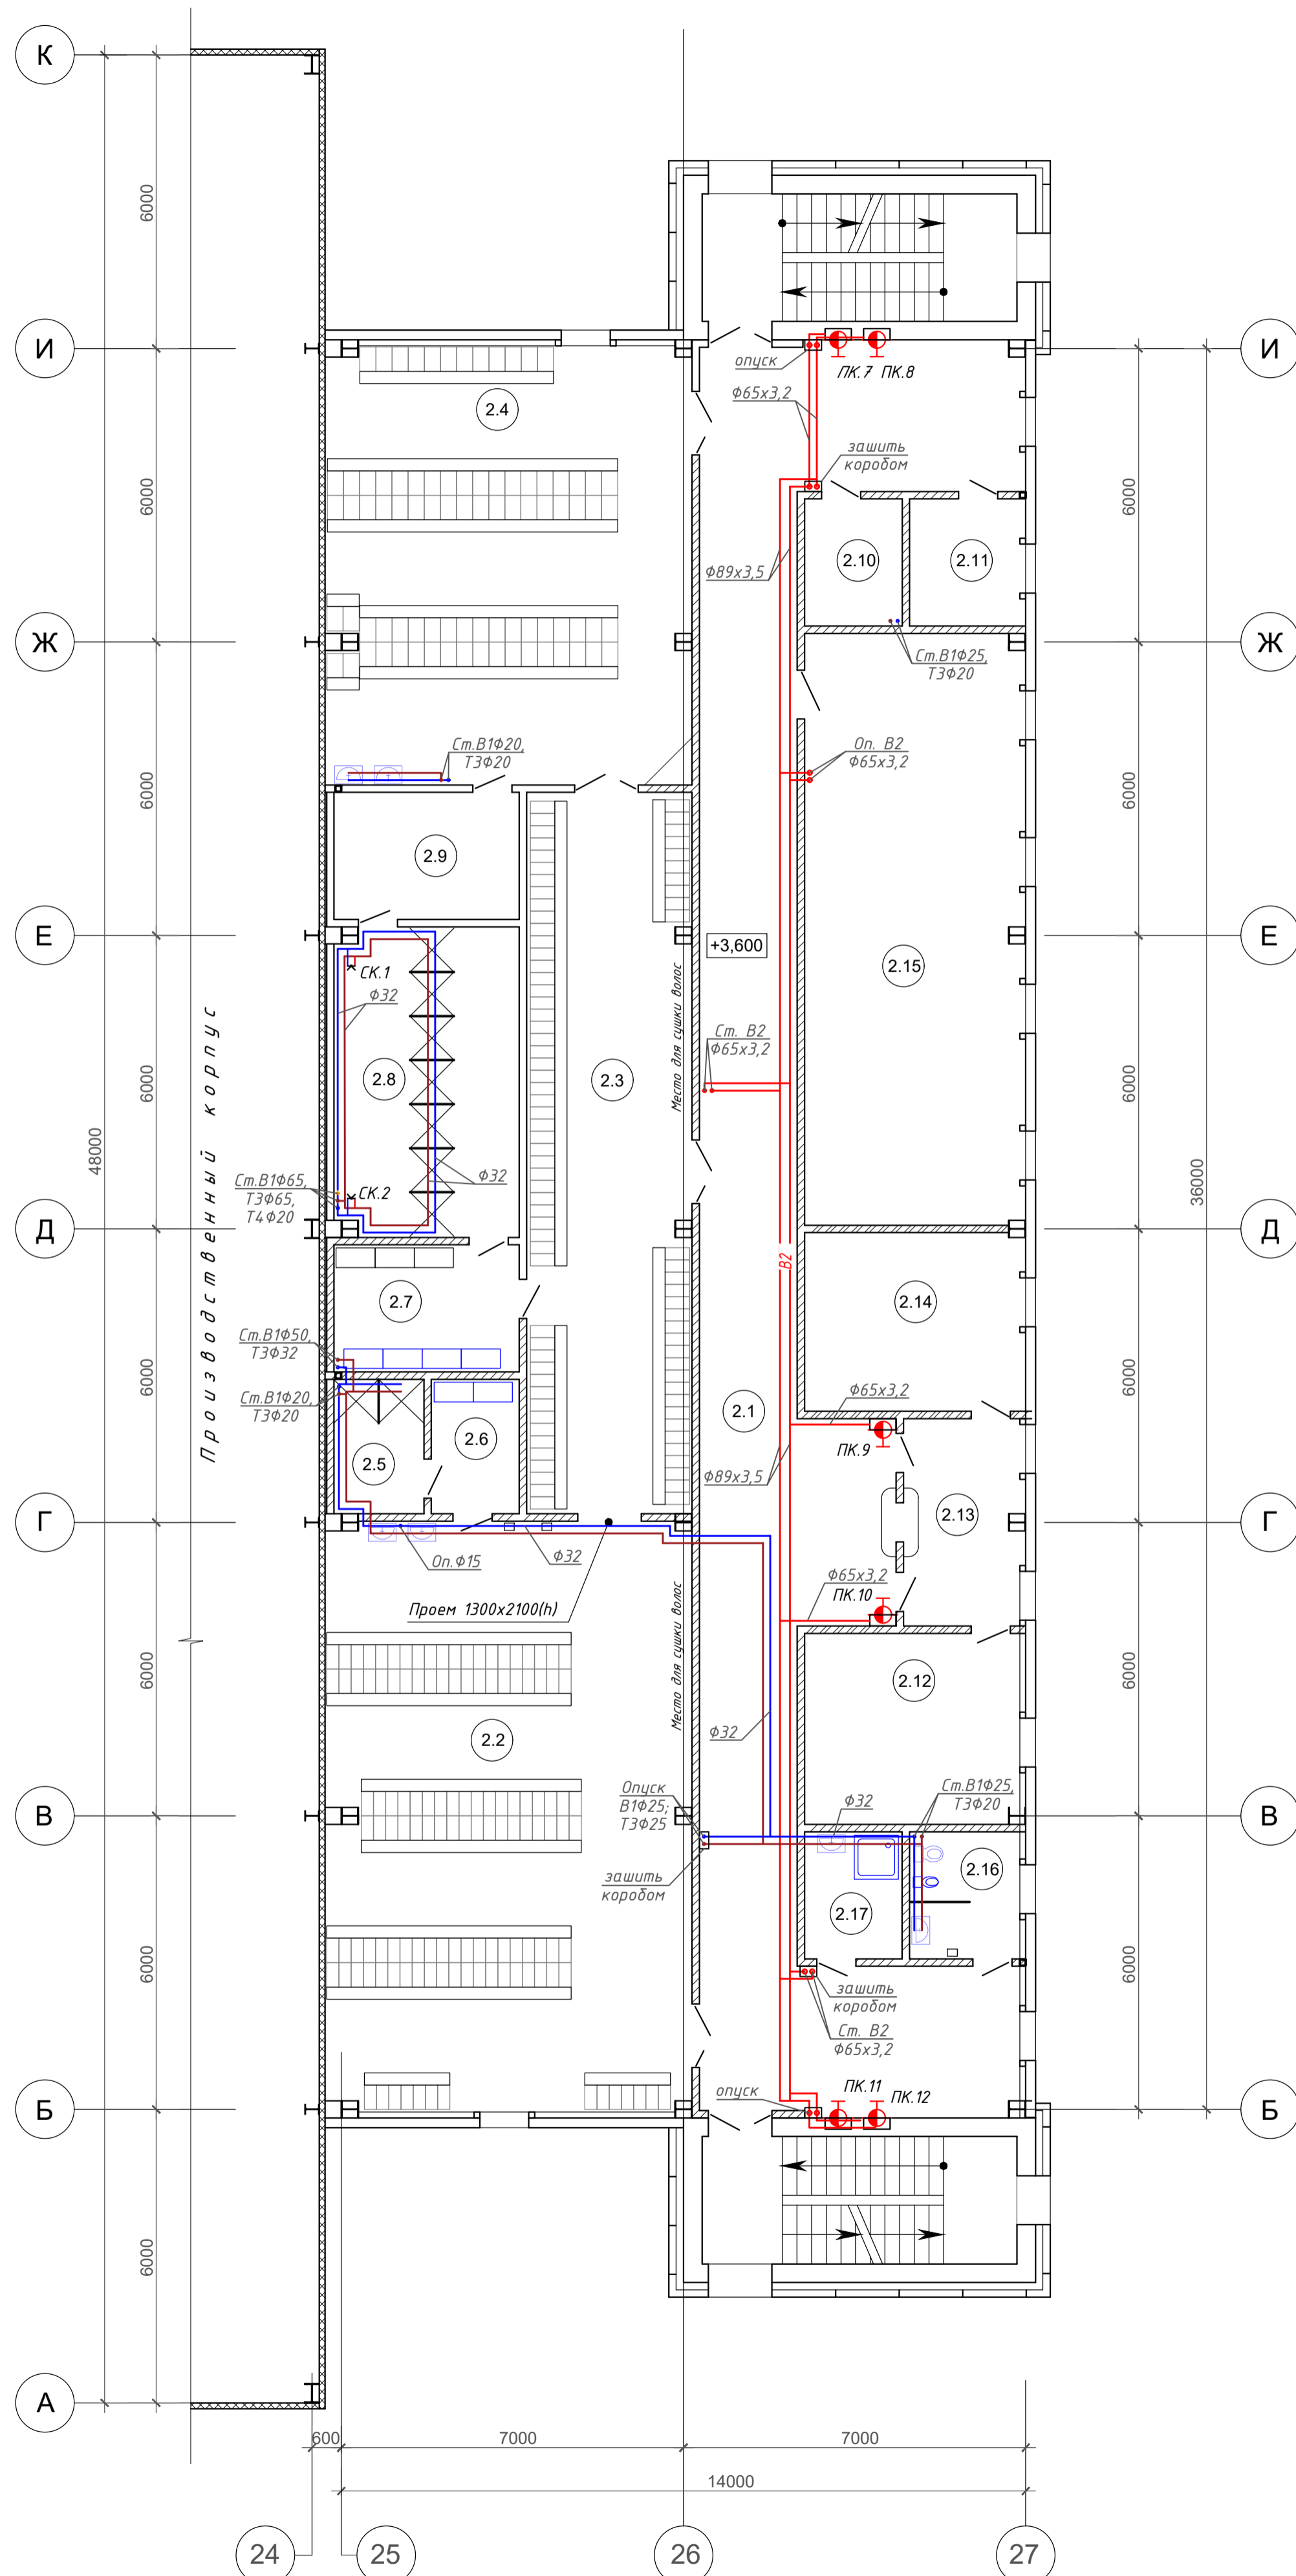 К
6000
И
И
опуск
ПК.7 ПК.8
Ф65х3,2
2.4
зашить
коробом
6000
6000
2.10
2.11
Ф89х3,5
Ж
Ж
Ст.В1Ф25,
Т3Ф20
Ст.В1Ф20,
Т3Ф20
Оп. В2
Ф65х3,2
6000
6000
2.9
Е
Е
+3,600
2.15
СК.1
Ф32
Место для сушки волос
Ст. В2
Ф65х3,2
2.8
2.3
6000
6000
48000
36000
Производственный корпус
Ст.В1Ф65,
Т3Ф65,
Т4Ф20
СК.2
Ф32
Д
Д
В2
2.7
2.14
Ст.В1Ф50,
Т3Ф32
6000
6000
Ст.В1Ф20,
Т3Ф20
Ф65х3,2
2.1
2.6
2.5
ПК.9
Ф89х3,5
2.13
Г
Г
Оп.Ф15
Ф32
Ф65х3,2
ПК.10
Проем 1300х2100(h)
Место для сушки волос
6000
6000
2.12
2.2
Ф32
Опуск
В1Ф25;
Т3Ф25
Ст.В1Ф25,
Т3Ф20
Ф32
В
В
зашить
коробом
2.16
2.17
6000
6000
зашить
коробом
Ст. В2
Ф65х3,2
ПК.11
ПК.12
опуск
Б
Б
6000
А
600
7000
7000
14000
24
25
26
27